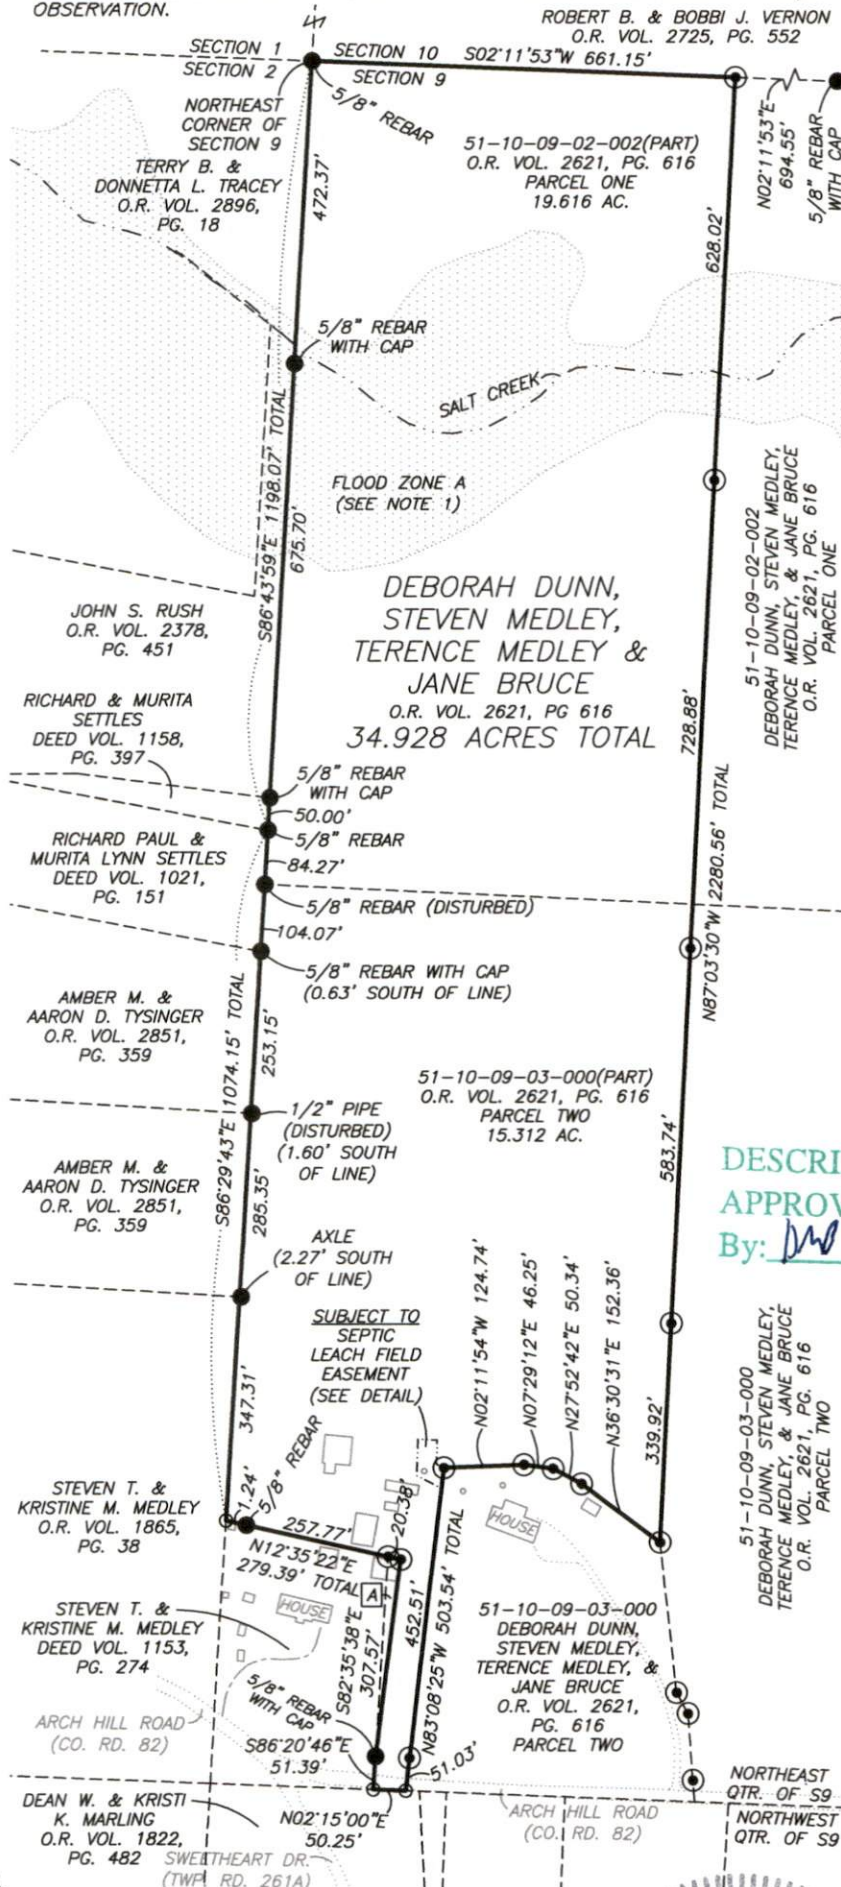 OBSERVATION.
ROBERT B. & BOBBI J. VERNON
O.R. VOL. 2725, PG. 552
SECTION 1
SECTION 10
S02°11'53"W 661.15'
SECTION 2
SECTION 9
NORTHEAST
CORNER OF
SECTION 9
5/8" REBAR
N02°11'53"E
694.55'
5/8" REBAR
WITH CAP
TERRY B. &
DONNETTA L. TRACEY
O.R. VOL. 2896,
PG. 18
472.37'
51-10-09-02-002(PART)
O.R. VOL. 2621, PG. 616
PARCEL ONE
19.616 AC.
628.02'
5/8" REBAR
WITH CAP
SALT CREEK
S86°43'59"E 1198.07' TOTAL
675.70'
FLOOD ZONE A
(SEE NOTE 1)
51-10-09-02-002
DEBORAH DUNN, STEVEN MEDLEY,
TERENCE MEDLEY, & JANE BRUCE
O.R. VOL. 2621, PG. 616
PARCEL ONE
JOHN S. RUSH
O.R. VOL. 2378,
PG. 451
DEBORAH DUNN,
STEVEN MEDLEY,
TERENCE MEDLEY &
JANE BRUCE
O.R. VOL. 2621, PG 616
34.928 ACRES TOTAL
RICHARD & MURITA
SETTLES
DEED VOL. 1158,
PG. 397
728.88'
N87°03'30"W 2280.56' TOTAL
5/8" REBAR
WITH CAP
50.00'
5/8" REBAR
84.27'
RICHARD PAUL &
MURITA LYNN SETTLES
DEED VOL. 1021,
PG. 151
5/8" REBAR (DISTURBED)
104.07'
5/8" REBAR WITH CAP
(0.63' SOUTH OF LINE)
AMBER M. &
AARON D. TYSINGER
O.R. VOL. 2851,
PG. 359
S86°29'43"E 1074.15' TOTAL
253.15'
51-10-09-03-000(PART)
O.R. VOL. 2621, PG. 616
PARCEL TWO
15.312 AC.
583.74'
1/2" PIPE
(DISTURBED)
(1.60' SOUTH
OF LINE)
AMBER M. &
AARON D. TYSINGER
O.R. VOL. 2851,
PG. 359
285.35'
DESCRI
APPROV
By:
AXLE
(2.27' SOUTH
OF LINE)
SUBJECT TO
SEPTIC
LEACH FIELD
EASEMENT
(SEE DETAIL)
N02°11'54"W 124.74'
N07°29'12"E 46.25'
N27°52'42"E 50.34'
N36°30'31"E 152.36'
339.92'
51-10-09-03-000
DEBORAH DUNN, STEVEN MEDLEY,
TERENCE MEDLEY, & JANE BRUCE
O.R. VOL. 2621, PG. 616
PARCEL TWO
347.31'
STEVEN T. &
KRISTINE M. MEDLEY
O.R. VOL. 1865,
PG. 38
1.24'
5/8" REBAR
257.77'
N12°35'22"E
279.39' TOTAL
20.38'
HOUSE
A
HOUSE
STEVEN T. &
KRISTINE M. MEDLEY
DEED VOL. 1153,
PG. 274
S82°35'38"E
307.57'
452.51'
N83°08'25"W 503.54' TOTAL
51-10-09-03-000
DEBORAH DUNN,
STEVEN MEDLEY,
TERENCE MEDLEY, &
JANE BRUCE
O.R. VOL. 2621,
PG. 616
PARCEL TWO
5/8" REBAR
WITH CAP
ARCH HILL ROAD
(CO. RD. 82)
S86°20'46"E
51.39'
51.03'
N02°15'00"E
50.25'
DEAN W. & KRISTI
K. MARLING
O.R. VOL. 1822,
PG. 482
SWEETHEART DR.
(TWP. RD. 261A)
ARCH HILL ROAD
(CO. RD. 82)
NORTHEAST
QTR. OF S9
NORTHWEST
QTR. OF S9